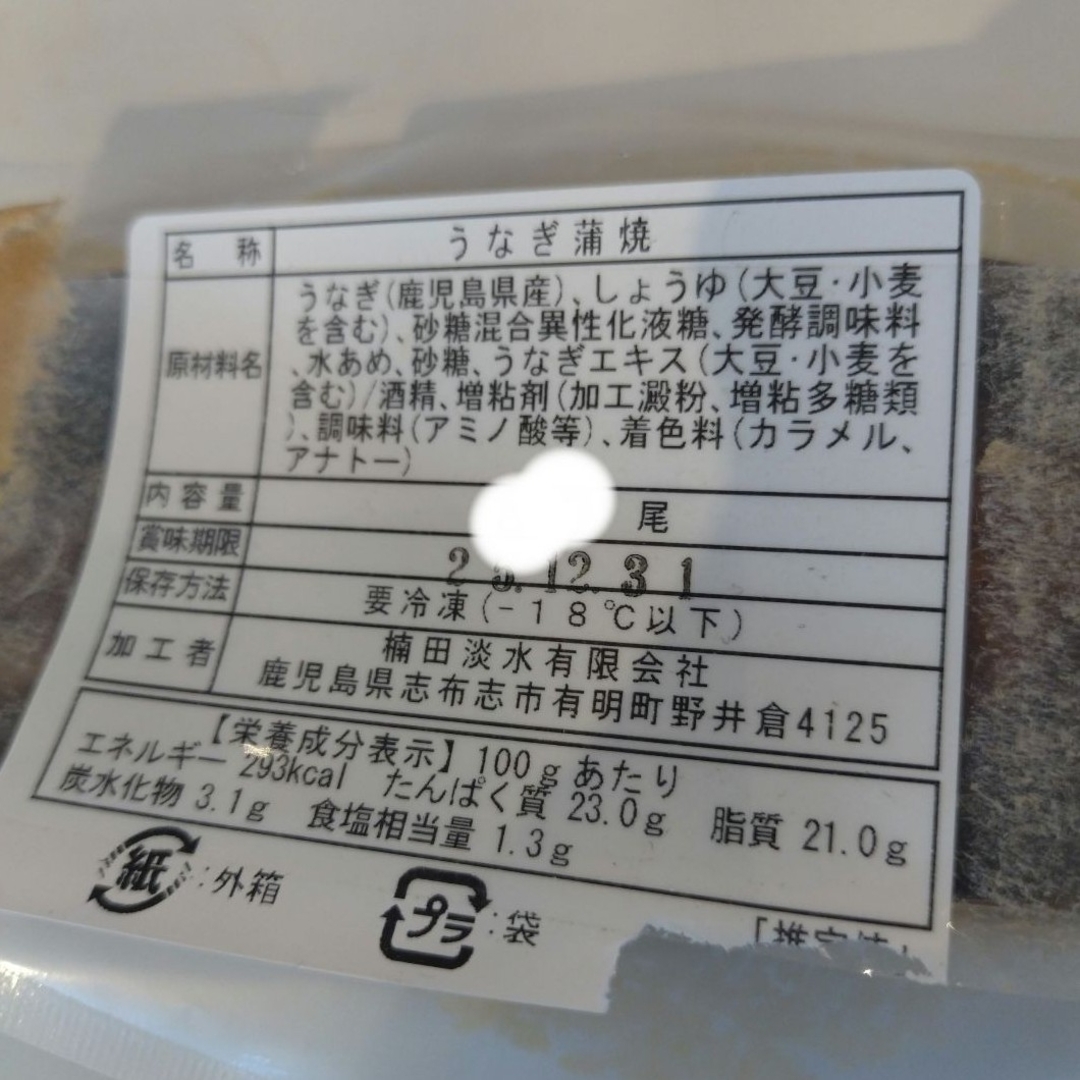 名称 うなぎ蒲焼
原材料名
うなぎ(鹿児島県産)、しょうゆ(大豆・小麦
を含む)、砂糖混合異性化液糖、発酵調味料
、水あめ、砂糖、うなぎエキス(大豆・小麦を
含む)/酒精、増粘剤(加工澱粉、増粘多糖類
)、調味料(アミノ酸等)、着色料(カラメル、
アナトー)
内容量 尾
賞味期限 25.12.31
保存方法 要冷凍(-18℃以下)
加工者 楠田淡水有限会社
鹿児島県志布志市有明町野井倉4125
【栄養成分表示】100gあたり
エネルギー 293kcal たんぱく質 23.0g 脂質 21.0g
炭水化物 3.1g 食塩相当量 1.3g
紙:外箱 プラ:袋